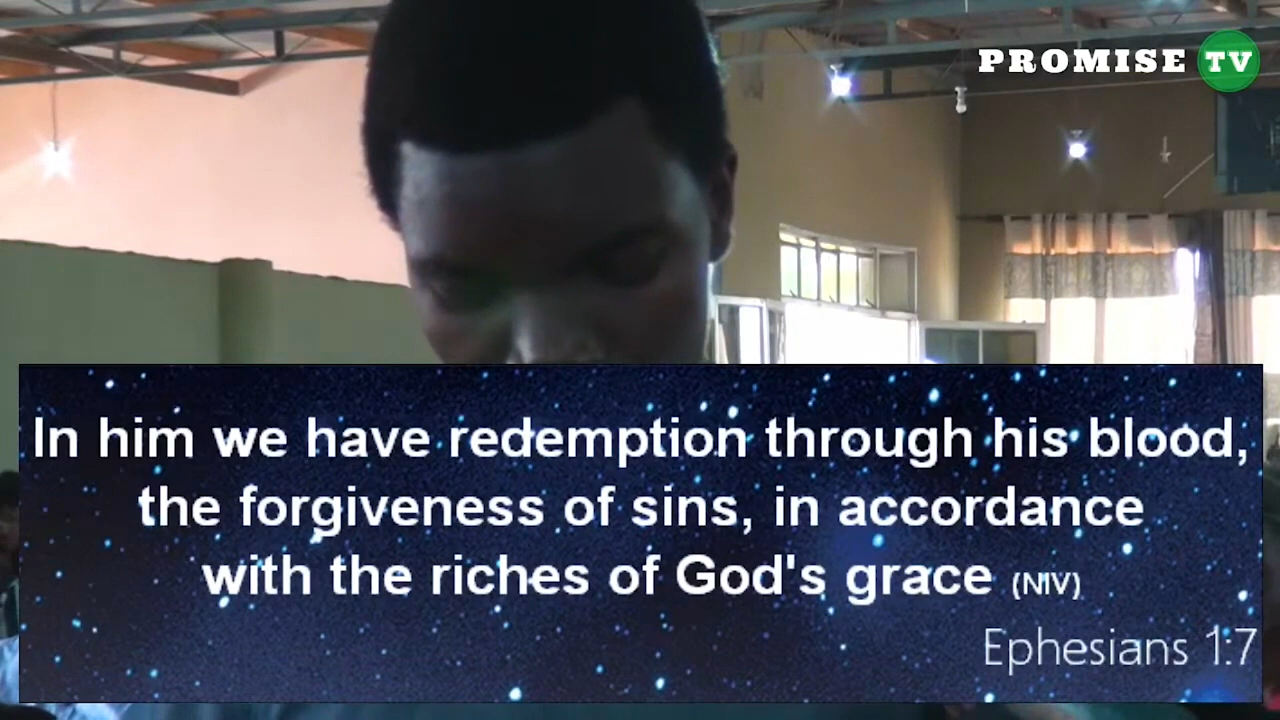 PROMISE TV
In him we have redemption through his blood,
the forgiveness of sins, in accordance
with the riches of God's grace (NIV)
Ephesians 1:7